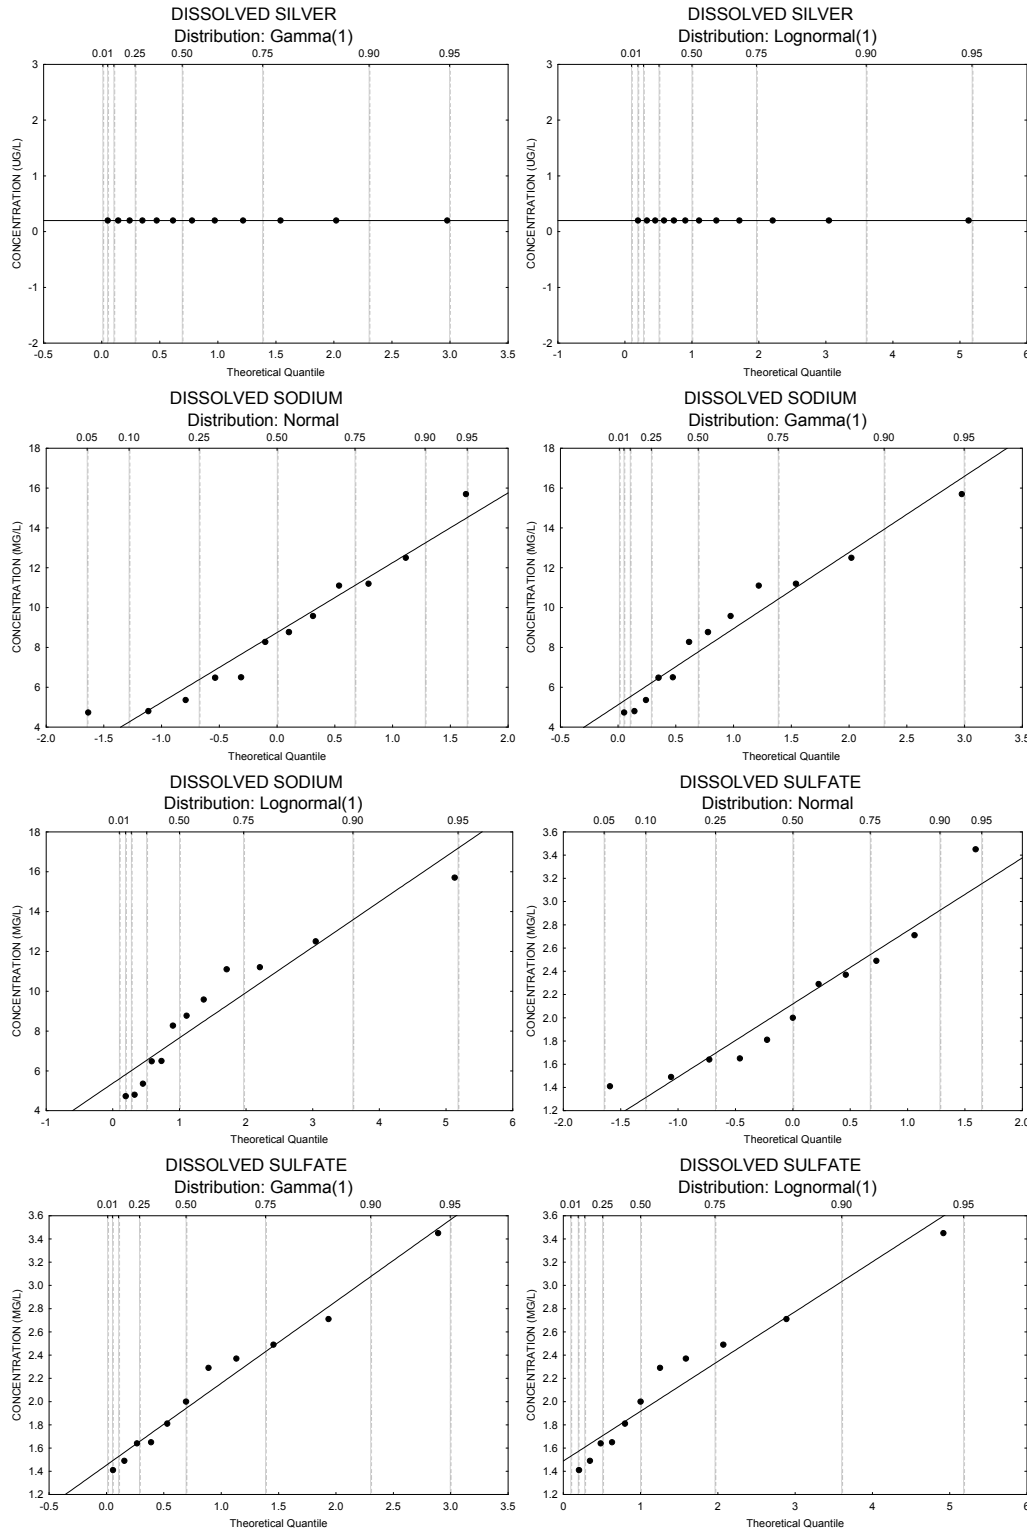 DISSOLVED SILVER
Distribution: Gamma(1)
0.01 0.25 0.50 0.75 0.90 0.95
3
2
1
0
-1
-2
CONCENTRATION (UG/L)
-0.5 0.0 0.5 1.0 1.5 2.0 2.5 3.0 3.5
Theoretical Quantile
DISSOLVED SILVER
Distribution: Lognormal(1)
0.01 0.50 0.75 0.90 0.95
3
2
1
0
-1
-2
CONCENTRATION (UG/L)
-1 0 1 2 3 4 5 6
Theoretical Quantile
DISSOLVED SODIUM
Distribution: Normal
0.05 0.10 0.25 0.50 0.75 0.90 0.95
18
16
14
12
10
8
6
4
CONCENTRATION (MG/L)
-2.0 -1.5 -1.0 -0.5 0.0 0.5 1.0 1.5 2.0
Theoretical Quantile
DISSOLVED SODIUM
Distribution: Gamma(1)
0.01 0.25 0.50 0.75 0.90 0.95
18
16
14
12
10
8
6
4
CONCENTRATION (MG/L)
-0.5 0.0 0.5 1.0 1.5 2.0 2.5 3.0 3.5
Theoretical Quantile
DISSOLVED SODIUM
Distribution: Lognormal(1)
0.01 0.50 0.75 0.90 0.95
18
16
14
12
10
8
6
4
CONCENTRATION (MG/L)
-1 0 1 2 3 4 5 6
Theoretical Quantile
DISSOLVED SULFATE
Distribution: Normal
0.05 0.10 0.25 0.50 0.75 0.90 0.95
3.6
3.4
3.2
3.0
2.8
2.6
2.4
2.2
2.0
1.8
1.6
1.4
1.2
CONCENTRATION (MG/L)
-2.0 -1.5 -1.0 -0.5 0.0 0.5 1.0 1.5 2.0
Theoretical Quantile
DISSOLVED SULFATE
Distribution: Gamma(1)
0.01 0.25 0.50 0.75 0.90 0.95
3.6
3.4
3.2
3.0
2.8
2.6
2.4
2.2
2.0
1.8
1.6
1.4
1.2
CONCENTRATION (MG/L)
-0.5 0.0 0.5 1.0 1.5 2.0 2.5 3.0 3.5
Theoretical Quantile
DISSOLVED SULFATE
Distribution: Lognormal(1)
0.01 0.25 0.50 0.75 0.90 0.95
3.6
3.4
3.2
3.0
2.8
2.6
2.4
2.2
2.0
1.8
1.6
1.4
1.2
CONCENTRATION (MG/L)
0 1 2 3 4 5 6
Theoretical Quantile